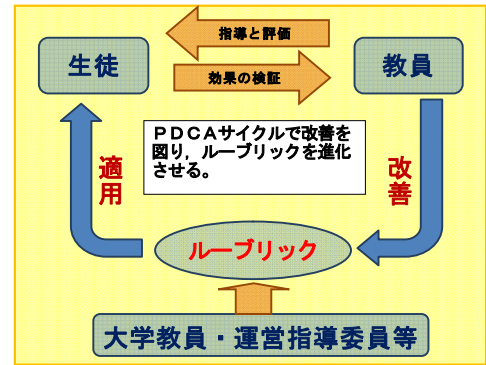 指導と評価
生徒
教員
効果の検証
ＰＤＣＡサイクルで改善を
図り，ルーブリックを進化
させる。
適用
改善
ルーブリック
大学教員・運営指導委員等